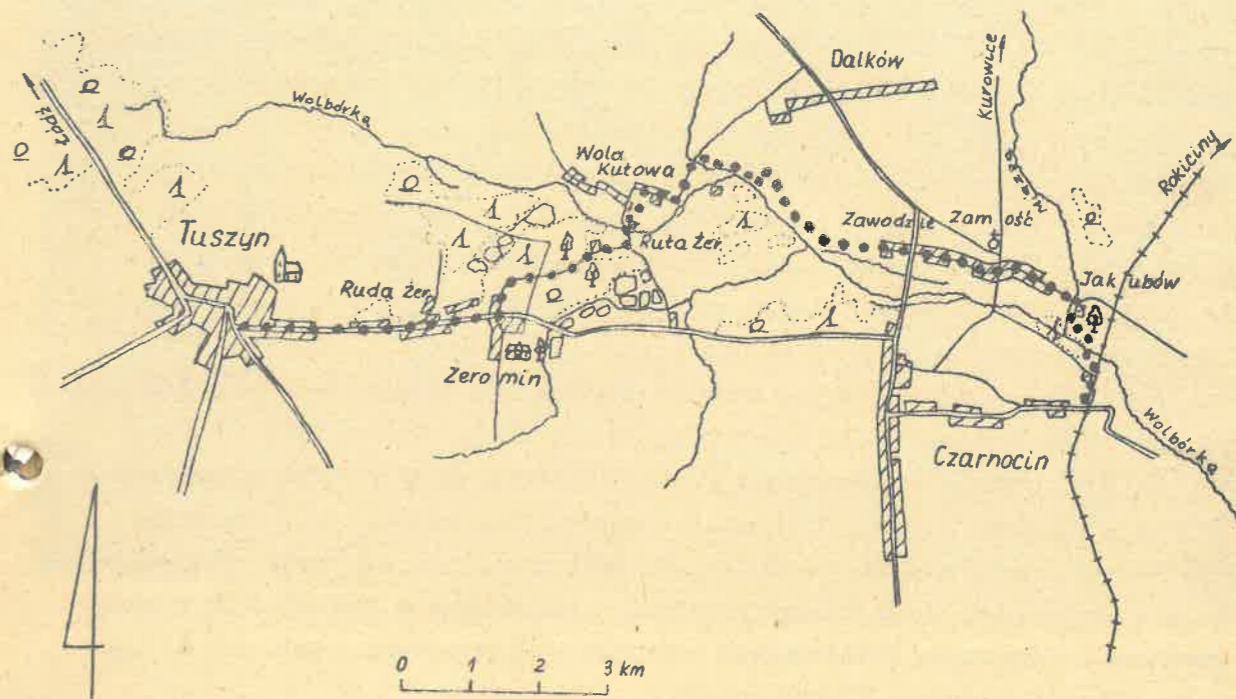 Łódź
Tuszyn
Wolbórka
Ruda Żer.
Żeromin
Wola
Kutowa
Ruta Żer.
Dalków
Kurowice
Zawodzie
Zamość
Miazga
Rokiciny
Jakubów
Czarnocin
Wolbórka
0 1 2 3 km